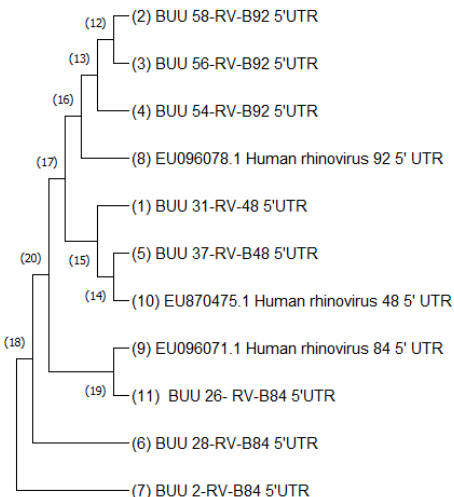 (12)
(2) BUU 58-RV-B92 5'UTR
(13)
(3) BUU 56-RV-B92 5'UTR
(16)
(4) BUU 54-RV-B92 5'UTR
(17)
(8) EU096078.1 Human rhinovirus 92 5' UTR
(1) BUU 31-RV-48 5'UTR
(20)
(15)
(5) BUU 37-RV-B48 5'UTR
(14)
(10) EU870475.1 Human rhinovirus 48 5' UTR
(18)
(9) EU096071.1 Human rhinovirus 84 5' UTR
(19)
(11) BUU 26- RV-B84 5'UTR
(6) BUU 28-RV-B84 5'UTR
(7) BUU 2-RV-B84 5'UTR